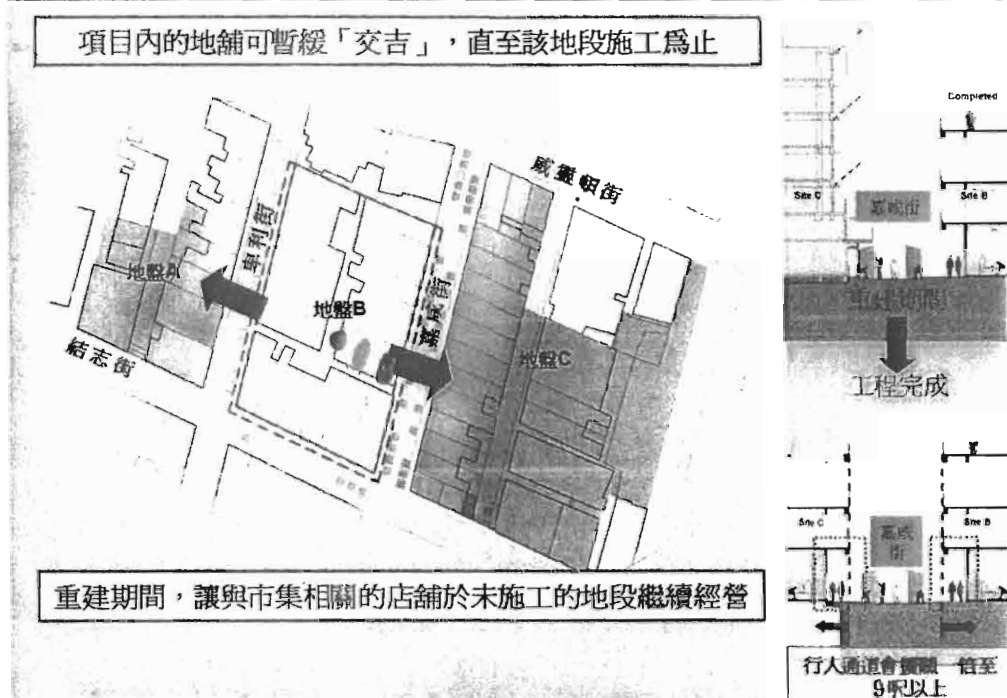 項目內的地舖可暫緩「交吉」，直至該地段施工爲止
威靈頓街
卑利街
嘉咸街
地盤B
地盤C
結志街
重建期間，讓與市集相關的店舖於未施工的地段繼續經營
Completed
Site C
嘉咸街
Site B
重建期間
工程完成
Site C
嘉咸
街
Site B
行人通道會擴闊一倍至
9呎以上